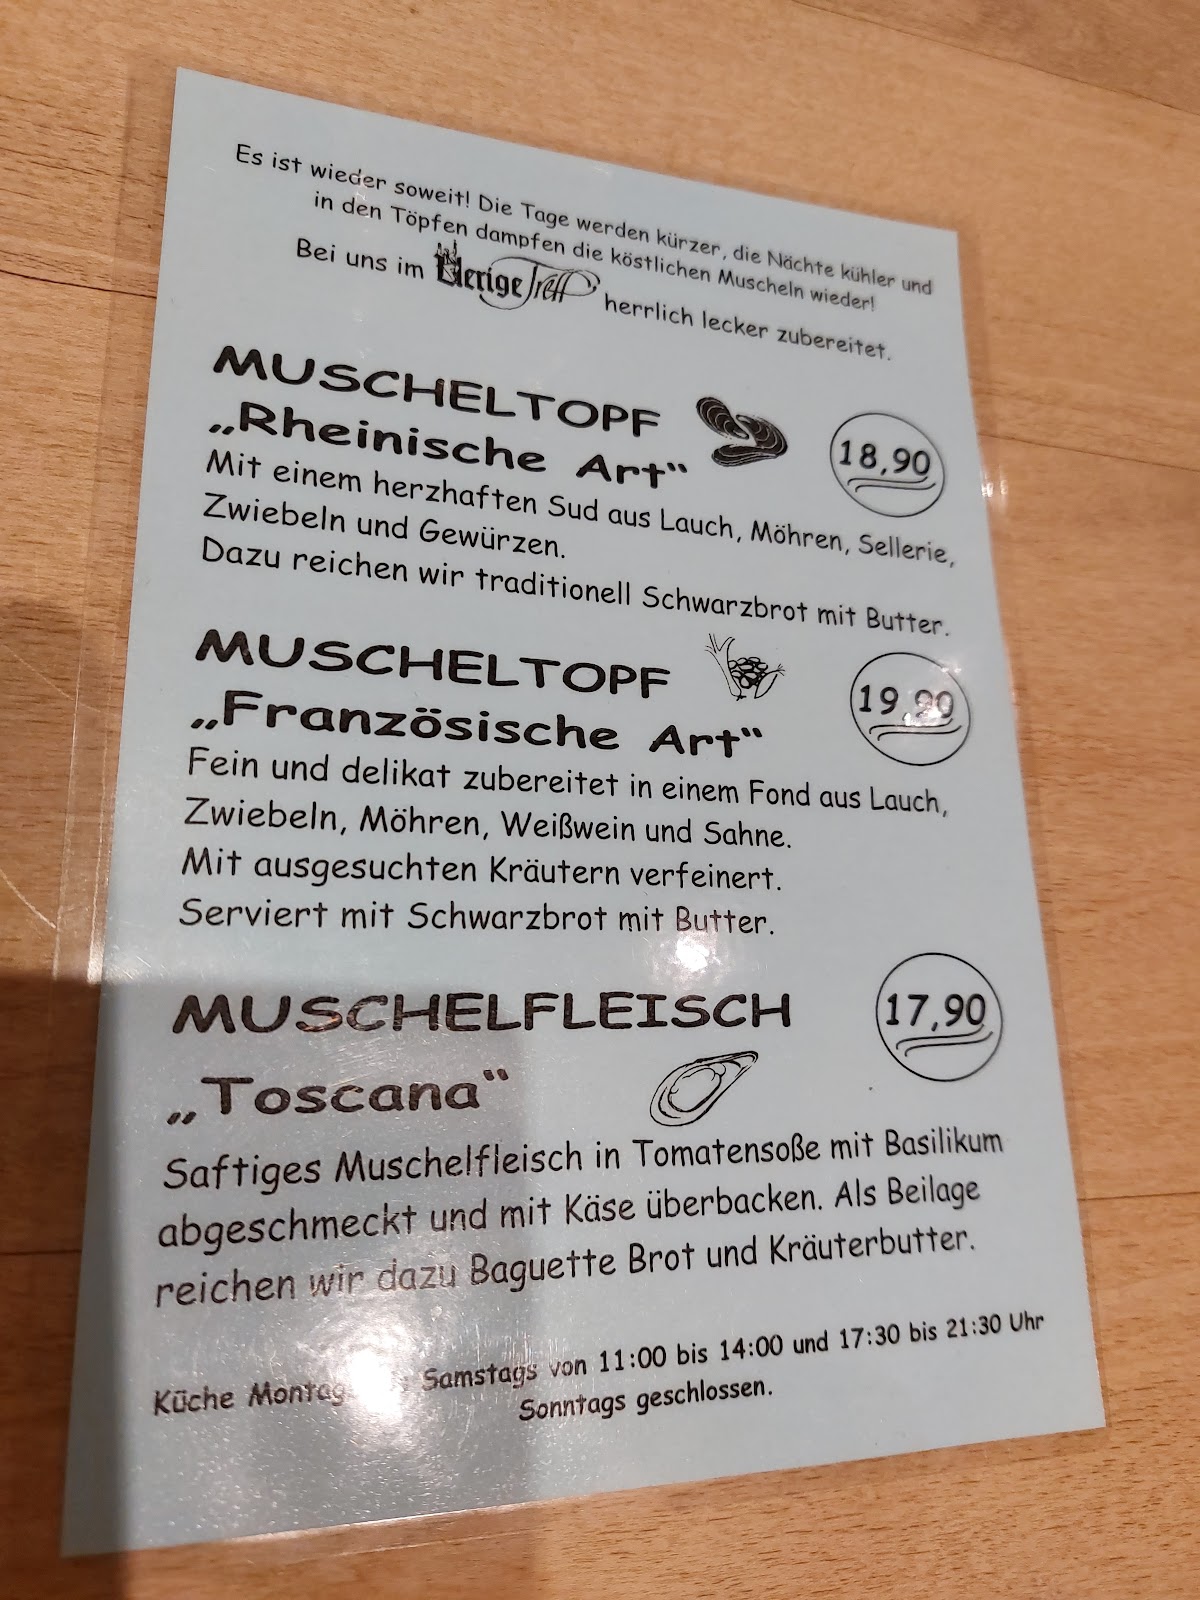 Es ist wieder soweit! Die Tage werden kürzer, die Nächte kühler und
in den Töpfen dampfen die köstlichen Muscheln wieder!
Bei uns im Uerige Treff herrlich lecker zubereitet.
MUSCHELTOPF
„Rheinische Art“
18,90
Mit einem herzhaften Sud aus Lauch, Möhren, Sellerie,
Zwiebeln und Gewürzen.
Dazu reichen wir traditionell Schwarzbrot mit Butter.
MUSCHELTOPF
„Französische Art“
19,90
Fein und delikat zubereitet in einem Fond aus Lauch,
Zwiebeln, Möhren, Weißwein und Sahne.
Mit ausgesuchten Kräutern verfeinert.
Serviert mit Schwarzbrot mit Butter.
MUSCHELFLEISCH
17,90
„Toscana“
Saftiges Muschelfleisch in Tomatensoße mit Basilikum
abgeschmeckt und mit Käse überbacken. Als Beilage
reichen wir dazu Baguette Brot und Kräuterbutter.
Küche Samstags von 11:00 bis 14:00 und 17:30 bis 21:30 Uhr
Sonntags geschlossen.